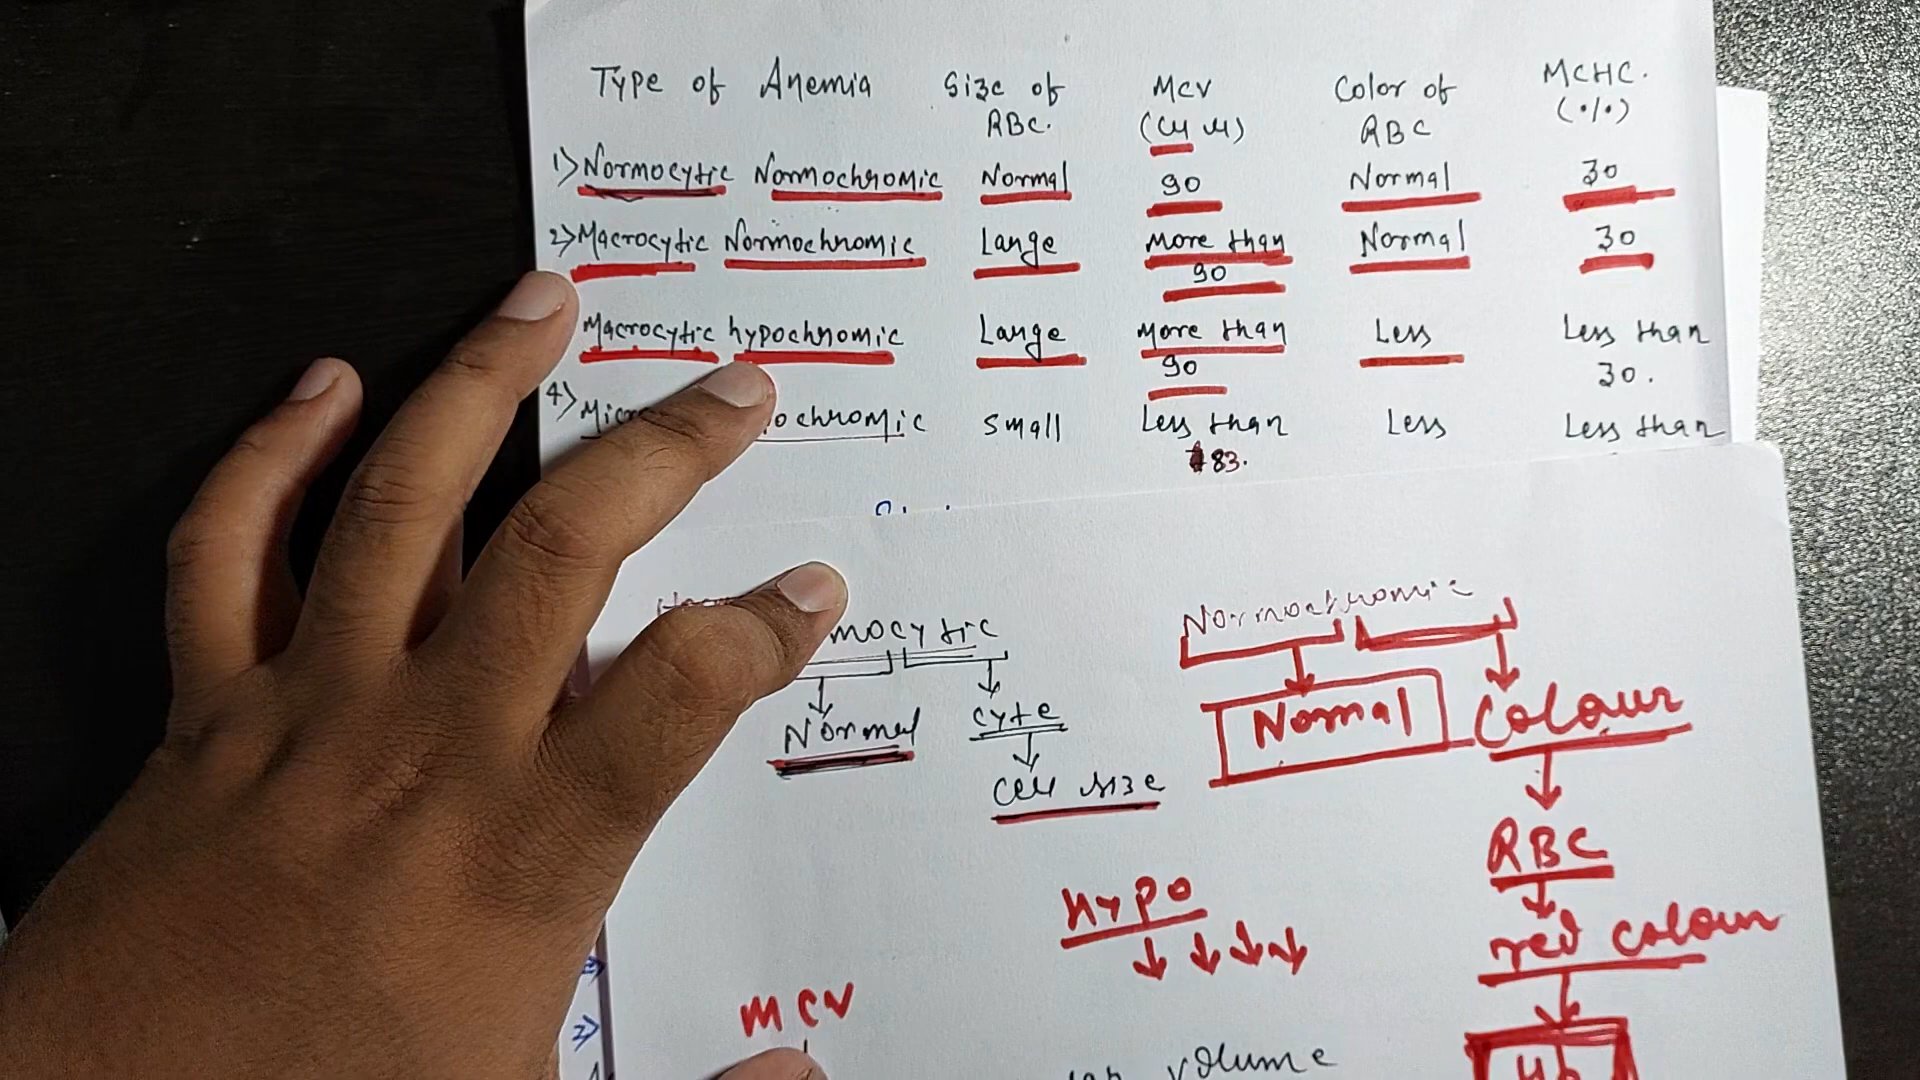 Type of Anemia Size of RBC. MCV (cu u) Color of RBC MCHC. (%)
1) Normocytic Normochromic Normal 90 Normal 30
2) Macrocytic Normochromic Large More than 90 Normal 30
Macrocytic hypochromic Large More than 90 Less Less than 30.
4) Micro ochromic Small Less than 83. Less Less than
mocytic
Normal
cyte
Cell size
Normochromic
Normal
Colour
RBC
red colour
Hb
hypo
MCV
volume
2)